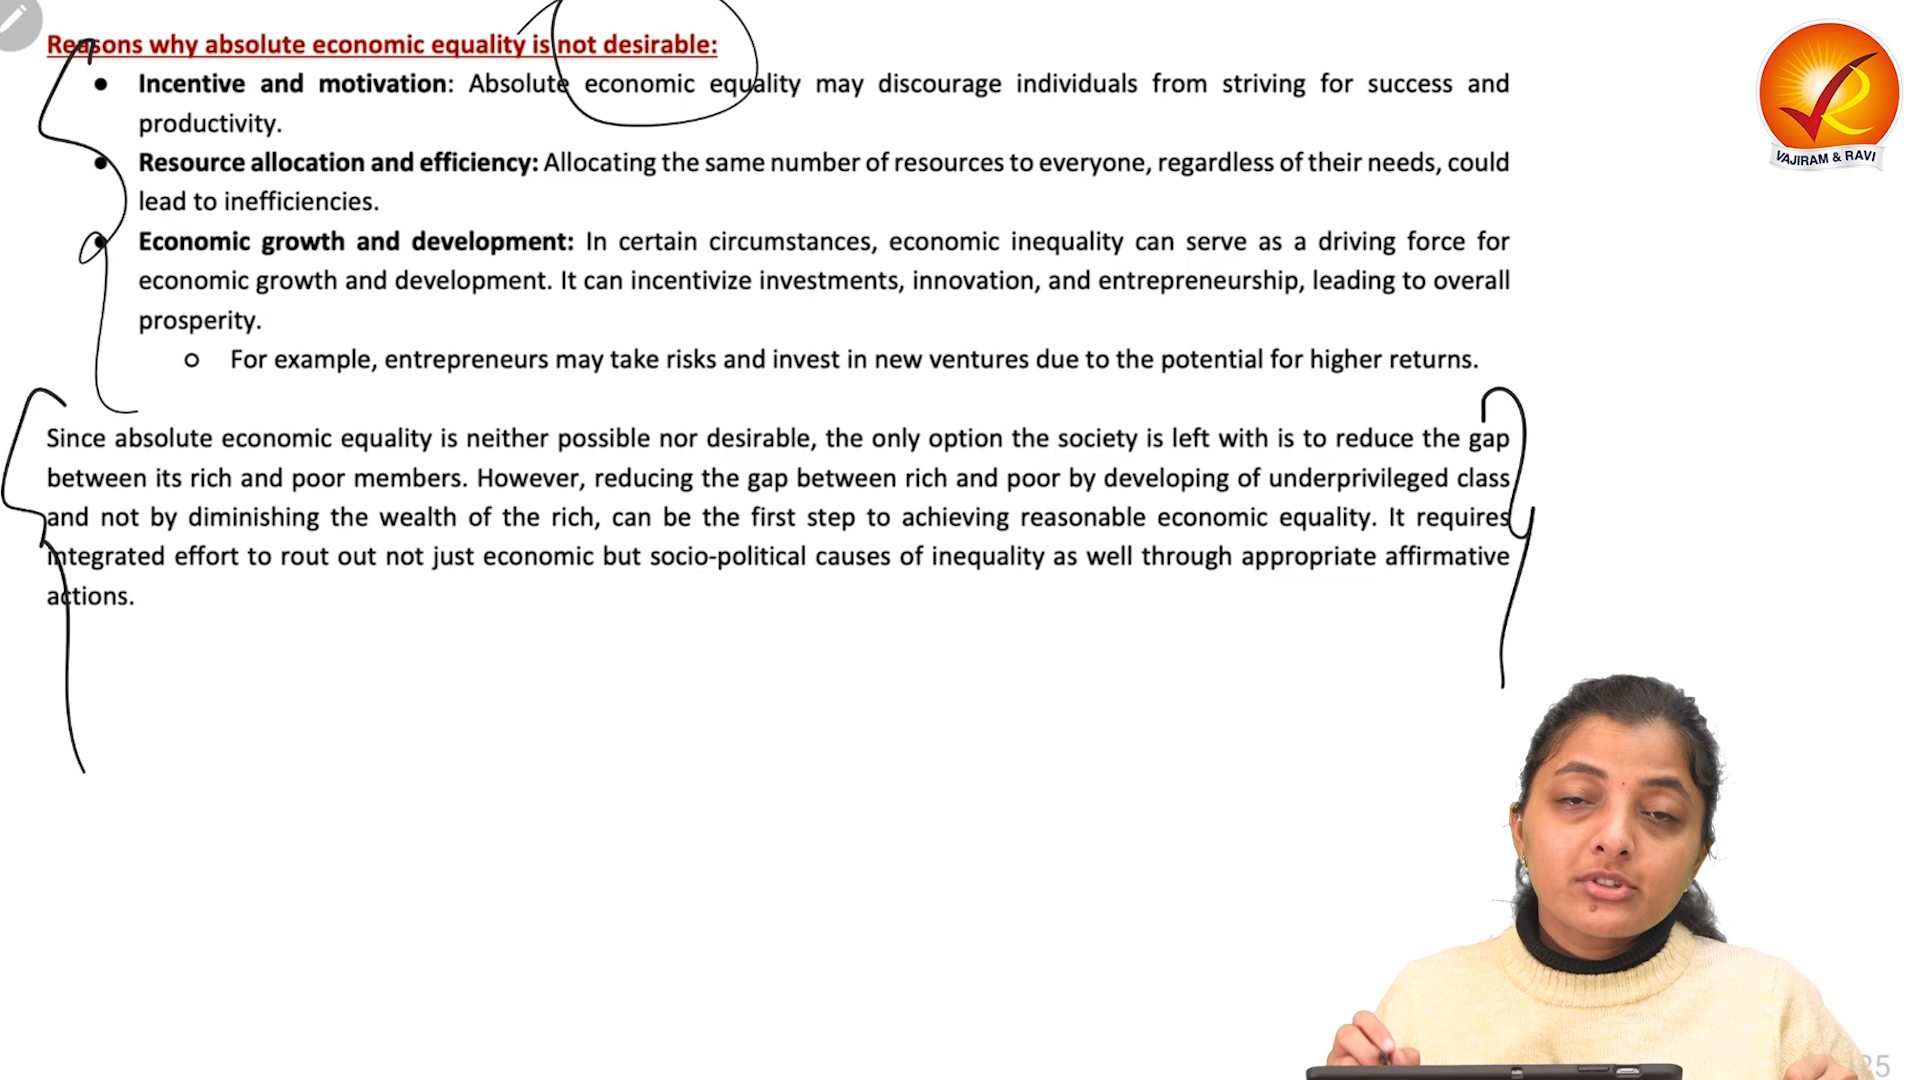 Reasons why absolute economic equality is not desirable:
● Incentive and motivation: Absolute economic equality may discourage individuals from striving for success and
productivity.
● Resource allocation and efficiency: Allocating the same number of resources to everyone, regardless of their needs, could
lead to inefficiencies.
● Economic growth and development: In certain circumstances, economic inequality can serve as a driving force for
economic growth and development. It can incentivize investments, innovation, and entrepreneurship, leading to overall
prosperity.
o For example, entrepreneurs may take risks and invest in new ventures due to the potential for higher returns.
Since absolute economic equality is neither possible nor desirable, the only option the society is left with is to reduce the gap
between its rich and poor members. However, reducing the gap between rich and poor by developing of underprivileged class
and not by diminishing the wealth of the rich, can be the first step to achieving reasonable economic equality. It requires
integrated effort to rout out not just economic but socio-political causes of inequality as well through appropriate affirmative
actions.
VAJIRAM & RAVI